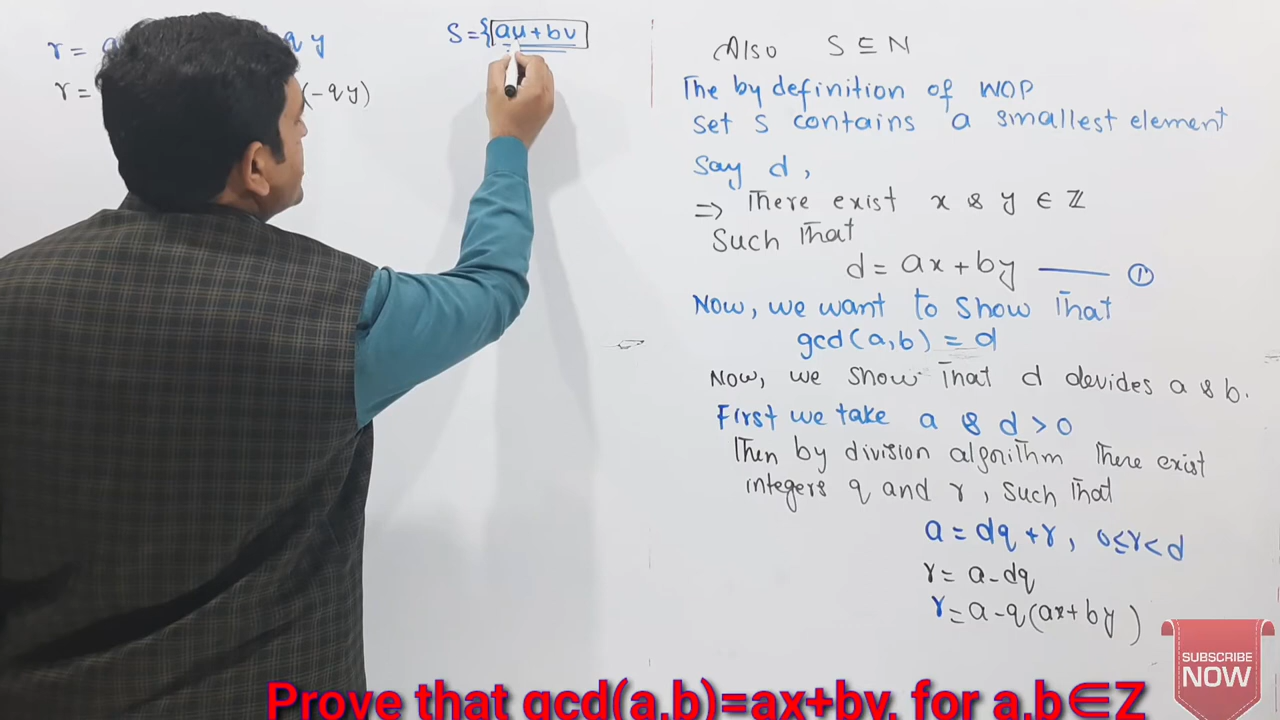 r =
q y
r =
(-q y)
S = { au + bv
Also S ⊆ N
The by definition of WOP
set S contains a smallest element
Say d,
⇒ There exist x & y ∈ ℤ
Such That
d = ax + by ——— ①
Now, we want to show That
gcd(a,b) = d
Now, we show That d devides a & b.
First we take a & d > 0
Then by division algorithm There exist
integers q and r, such that
a = dq + r, 0 ≤ r < d
r = a - dq
r = a - q(ax + by)
SUBSCRIBE
NOW
Prove that gcd(a,b)=ax+by, for a,b∈Z